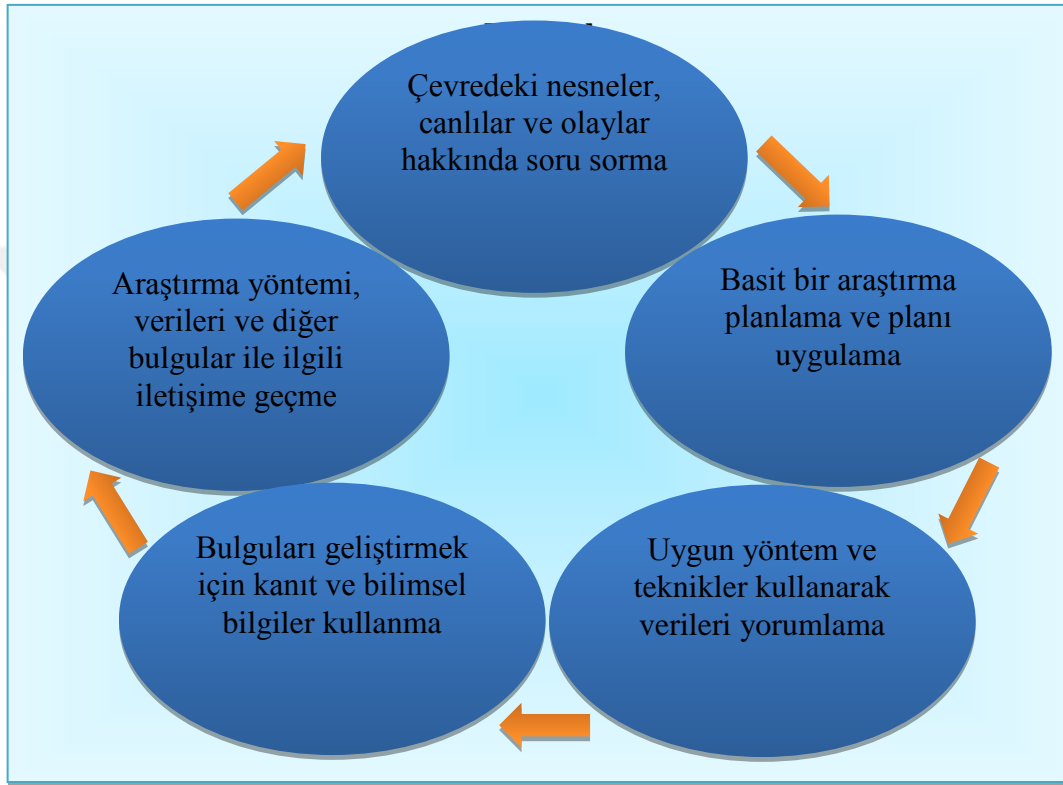 Çevredeki nesneler,
canlılar ve olaylar
hakkında soru sorma
Basit bir araştırma
planlama ve planı
uygulama
Uygun yöntem ve
teknikler kullanarak
verileri yorumlama
Bulguları geliştirmek
için kanıt ve bilimsel
bilgiler kullanma
Araştırma yöntemi,
verileri ve diğer
bulgular ile ilgili
iletişime geçme